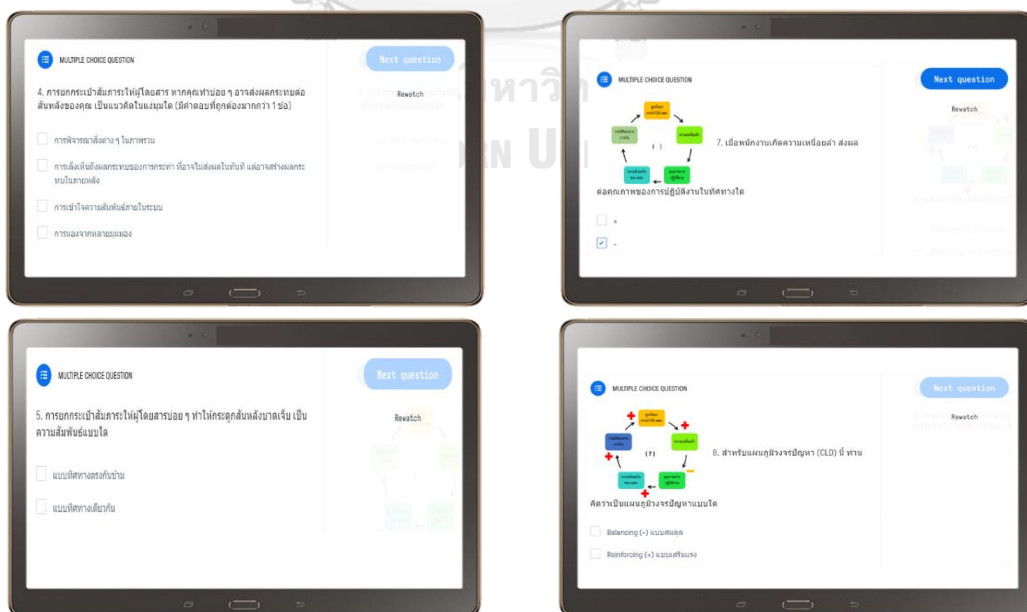 MULTIPLE CHOICE QUESTION
Next question
Rewatch
4. การยกกระเป๋าสัมภาระให้ผู้โดยสาร หากคุณทำบ่อย ๆ อาจส่งผลกระทบต่อ
สันหลังของคุณ เป็นแนวคิดในแง่มุมใด (มีคำตอบที่ถูกต้องมากกว่า 1 ข้อ)
การพิจารณาสิ่งต่าง ๆ ในภาพรวม
การเล็งเห็นถึงผลกระทบของการกระทำ ที่อาจไม่ส่งผลในทันที แต่อาจสร้างผลกระ
ทบในภายหลัง
การเข้าใจความสัมพันธ์ภายในระบบ
การมองจากหลายมุมมอง
MULTIPLE CHOICE QUESTION
Next question
Rewatch
( )
7. เมื่อพนักงานเกิดความเหนื่อยล้า ส่งผล
ต่อคุณภาพของการปฏิบัติงานในทิศทางใด
+
-
MULTIPLE CHOICE QUESTION
Next question
Rewatch
5. การยกกระเป๋าสัมภาระให้ผู้โดยสารบ่อย ๆ ทำให้กระดูกสันหลังบาดเจ็บ เป็น
ความสัมพันธ์แบบใด
แบบทิศทางตรงกันข้าม
แบบทิศทางเดียวกัน
MULTIPLE CHOICE QUESTION
Next question
Rewatch
(?)
8. สำหรับแผนภูมิวงจรปัญหา (CLD) นี้ ท่าน
คิดว่าเป็นแผนภูมิวงจรปัญหาแบบใด
Balancing (-) แบบสมดุล
Reinforcing (+) แบบเสริมแรง